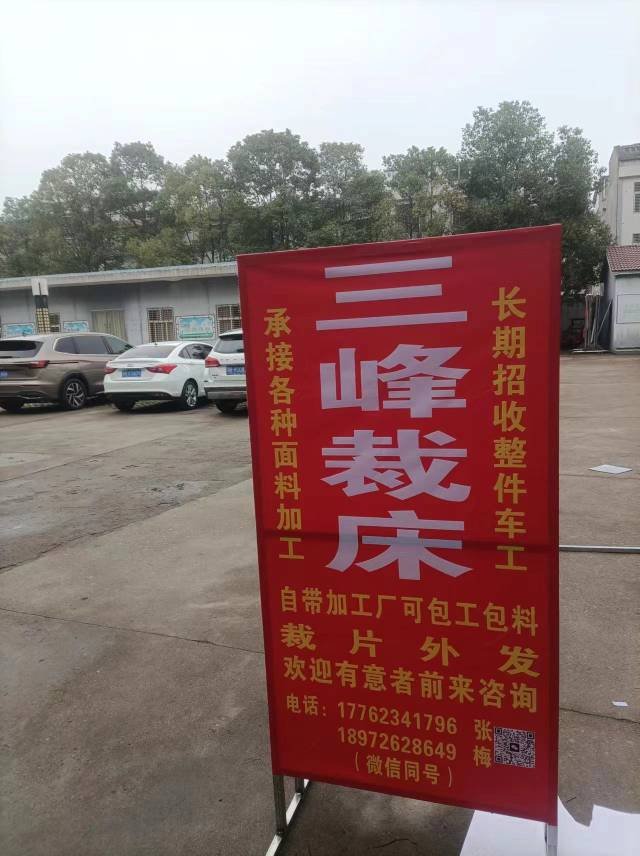 三峰裁床
承接各种面料加工
长期招收整件车工
自带加工厂可包工包料
裁片外发
欢迎有意者前来咨询
电话：17762341796 张梅
18972628649
（微信同号）